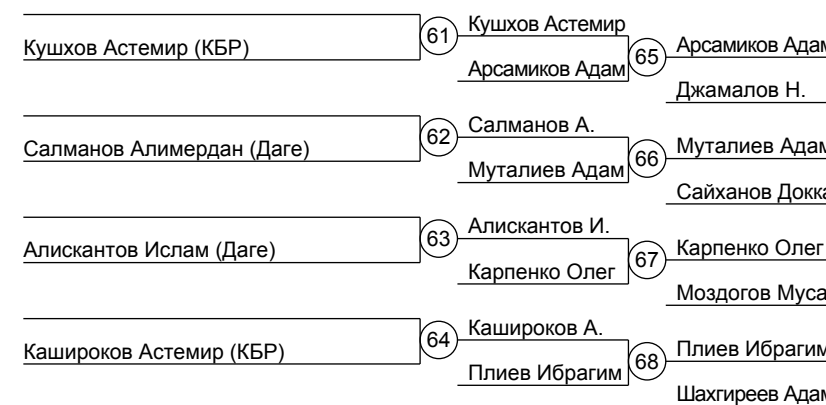 Кушхов Астемир (КБР)
61
Кушхов Астемир
Арсамиков Адам
65
Арсамиков Адам
Джамалов Н.
Салманов Алимердан (Даге)
62
Салманов А.
Муталиев Адам
66
Муталиев Адам
Сайханов Докка
Алискантов Ислам (Даге)
63
Алискантов И.
Карпенко Олег
67
Карпенко Олег
Моздогов Муса
Кашироков Астемир (КБР)
64
Кашироков А.
Плиев Ибрагим
68
Плиев Ибрагим
Шахгиреев Адам